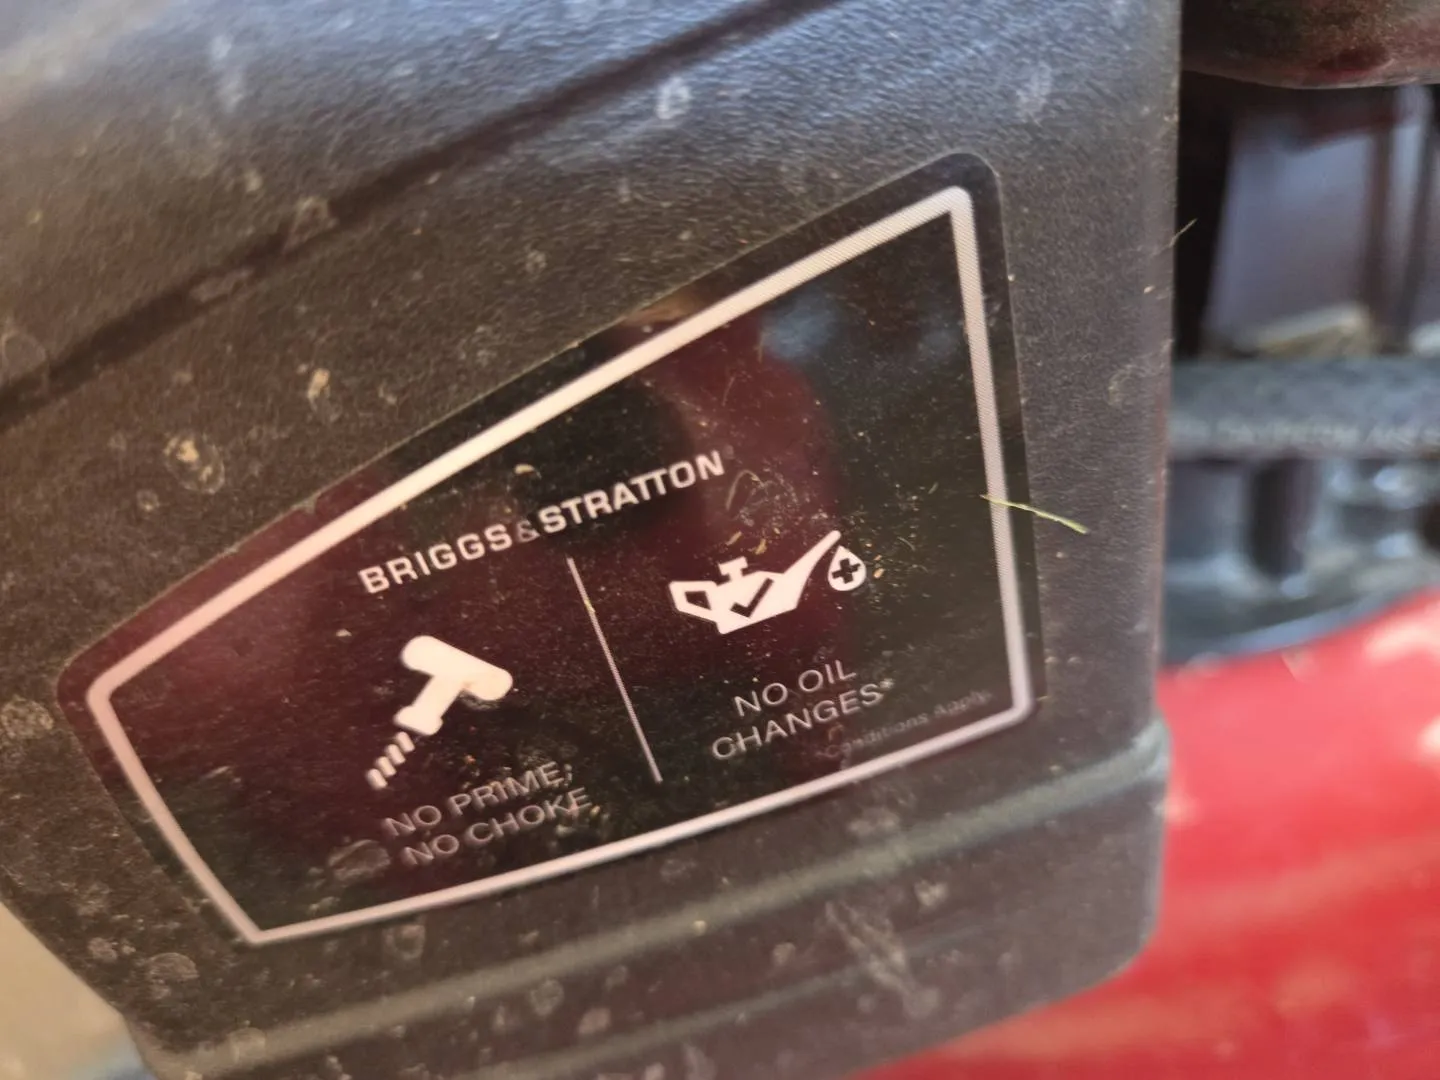 BRIGGS&STRATTON
NO PRIME,
NO CHOKE
NO OIL
CHANGES*
*Conditions Apply.